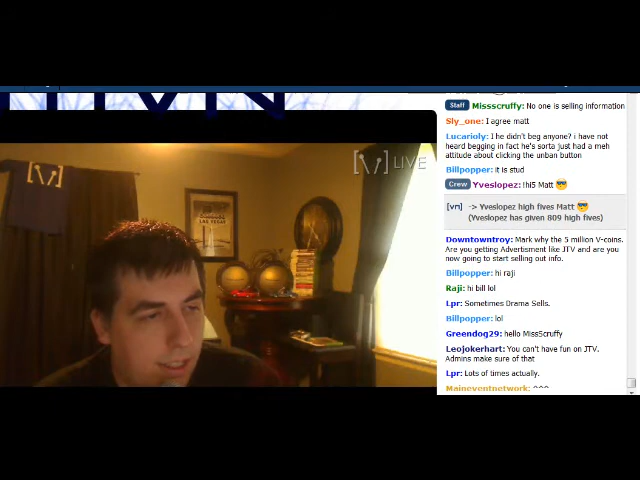 VN
[V] LIVE
LAS VEGAS
Staff Missscruffy: No one is selling information
Sly_one: I agree matt
Lucarioly: I he didn't beg anyone? i have not
heard begging in fact he's sorta just had a meh
attitude about clicking the unban button
Billpopper: it is stud
Crew Yveslopez: !hi5 Matt
[vn] -> Yveslopez high fives Matt
(Yveslopez has given 809 high fives)
Downtowntroy: Mark why the 5 million V-coins.
Are you getting Advertisment like JTV and are you
now going to start selling out info.
Billpopper: hi raji
Raji: hi bill lol
Lpr: Sometimes Drama Sells.
Billpopper: lol
Greendog29: hello MissScruffy
Leojokerhart: You can't have fun on JTV.
Admins make sure of that
Lpr: Lots of times actually.
Maineventnetwork: ^^^